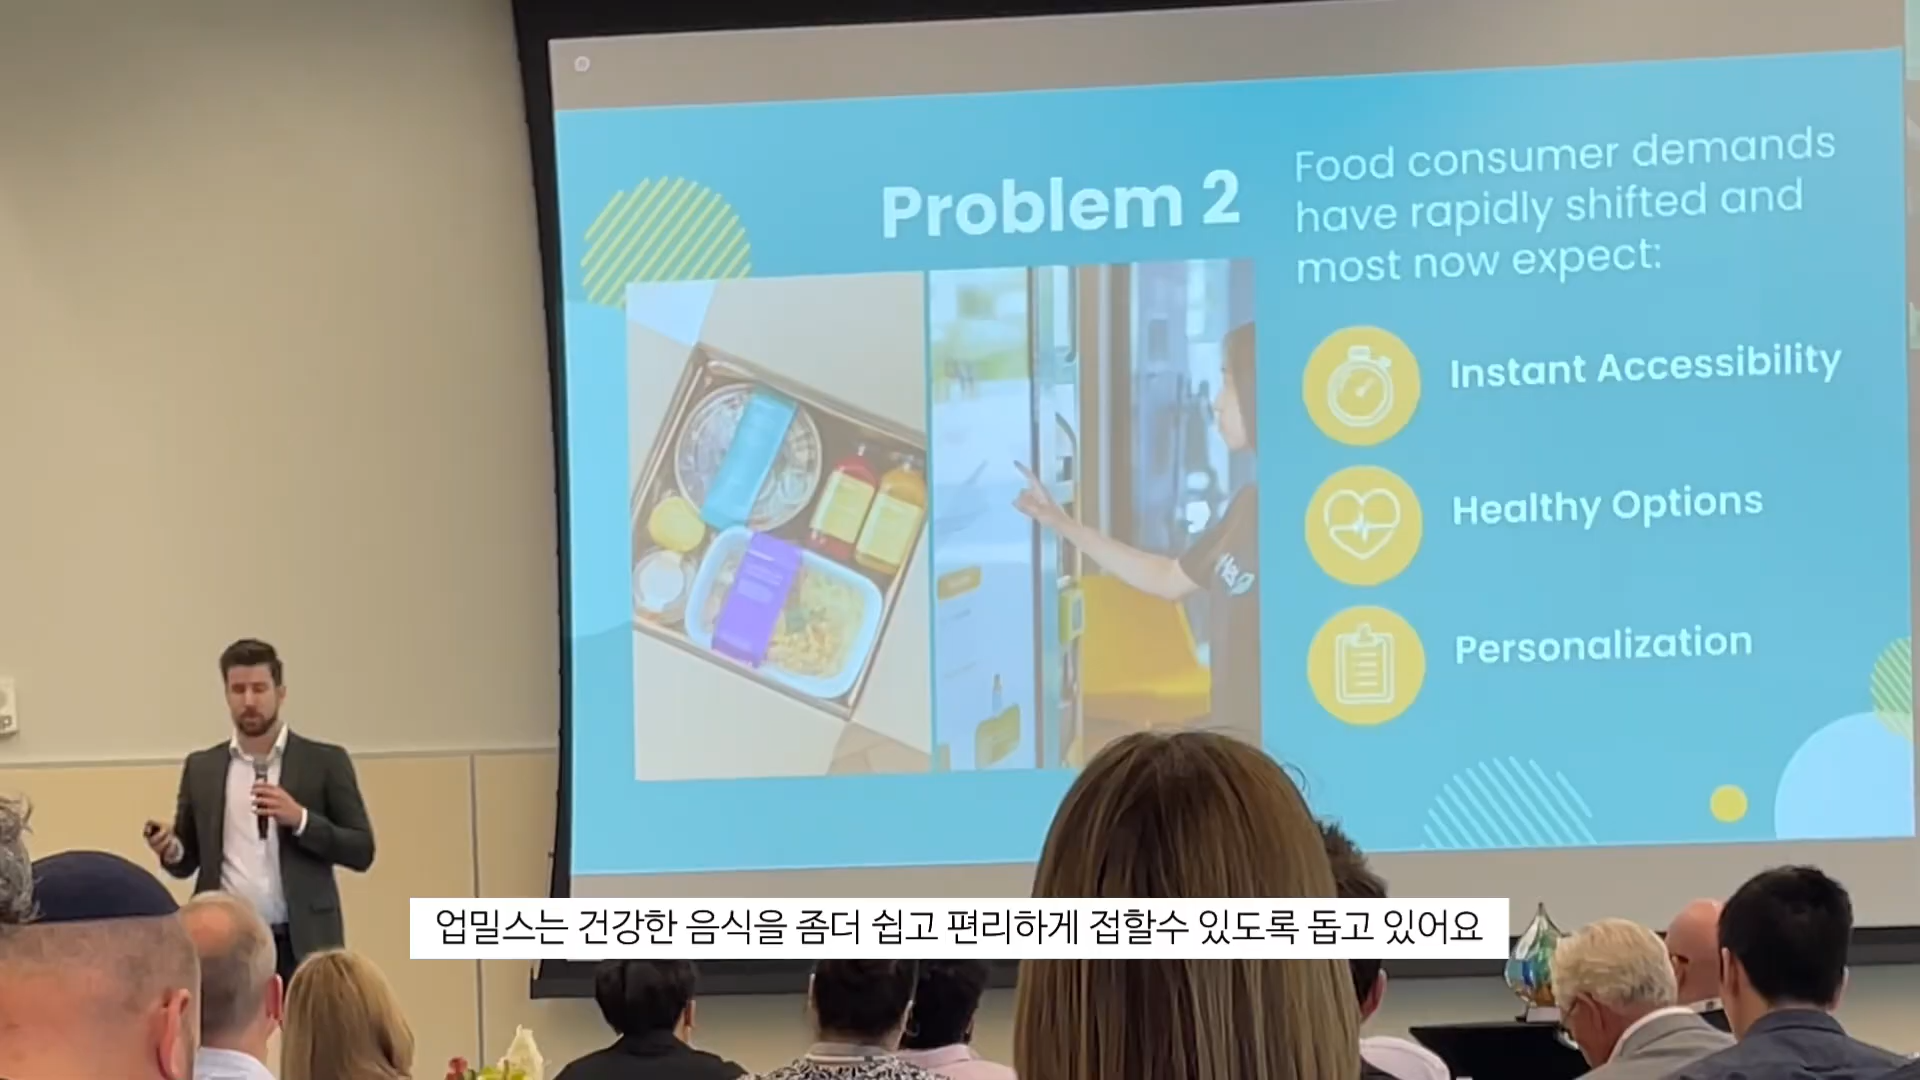 Problem 2
Food consumer demands
have rapidly shifted and
most now expect:
Instant Accessibility
Healthy Options
Personalization
업밀스는 건강한 음식을 좀더 쉽고 편리하게 접할수 있도록 돕고 있어요